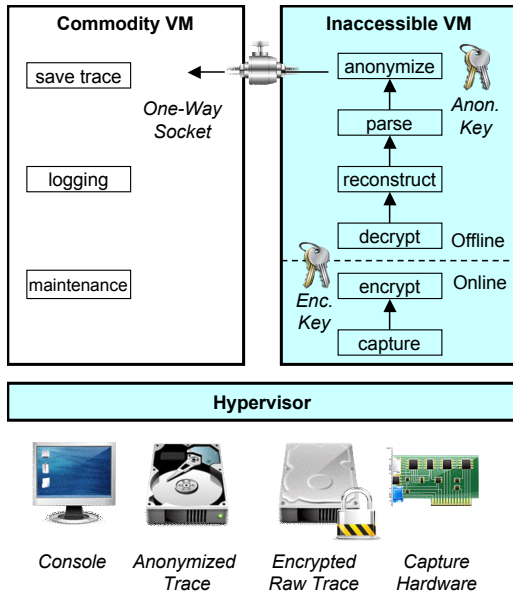 Commodity VM
save trace
One-Way
Socket
logging
maintenance
Inaccessible VM
anonymize
Anon.
Key
parse
reconstruct
decrypt
Offline
Online
Enc.
Key
encrypt
capture
Hypervisor
Console
Anonymized
Trace
Encrypted
Raw Trace
Capture
Hardware